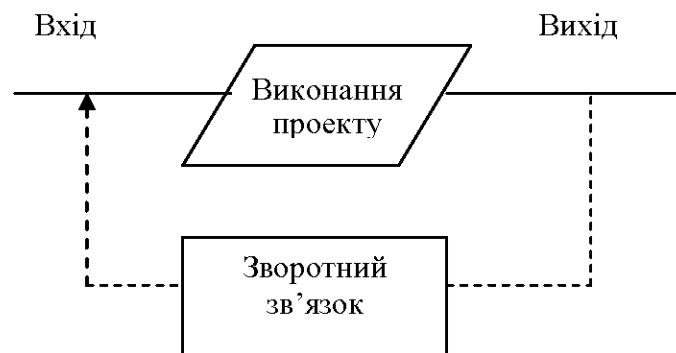 Вхід
Вихід
Виконання
проекту
Зворотний
зв’язок